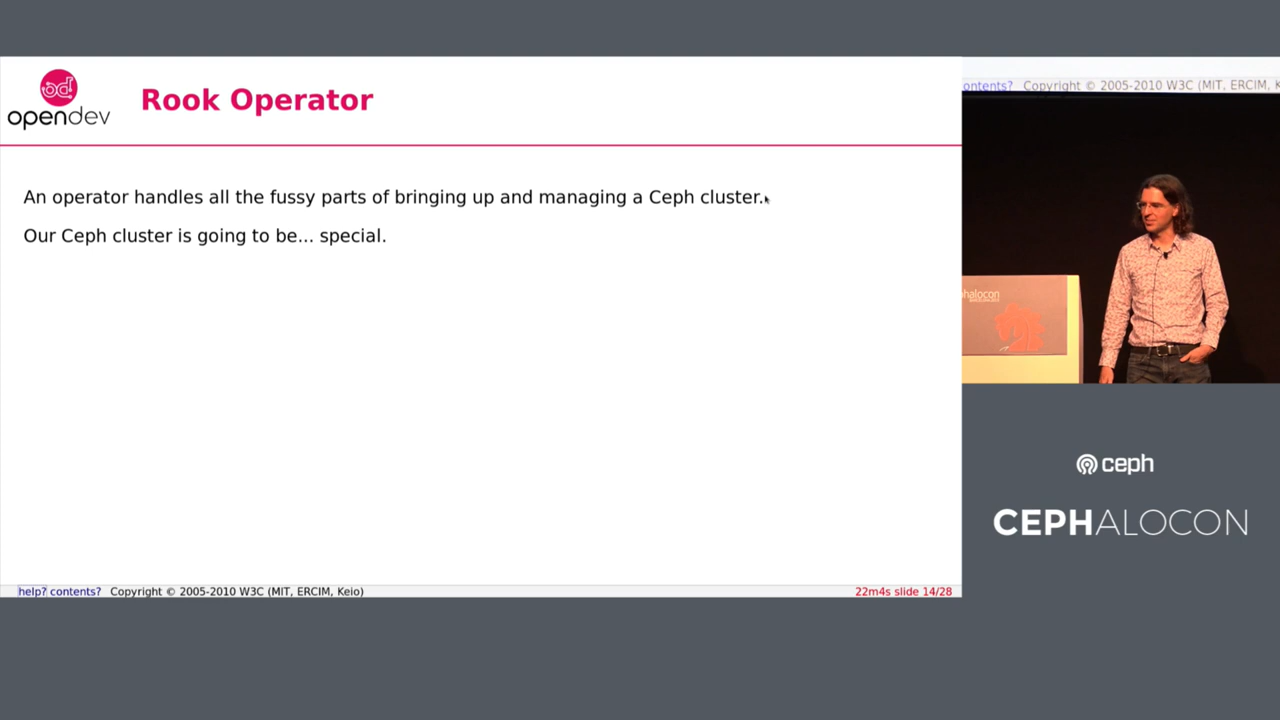 opendev
Rook Operator
An operator handles all the fussy parts of bringing up and managing a Ceph cluster.
Our Ceph cluster is going to be... special.
help? contents? Copyright © 2005-2010 W3C (MIT, ERCIM, Keio)
22m4s slide 14/28
ontents? Copyright © 2005-2010 W3C (MIT, ERCIM, K
phalocon
ceph
CEPHALOCON